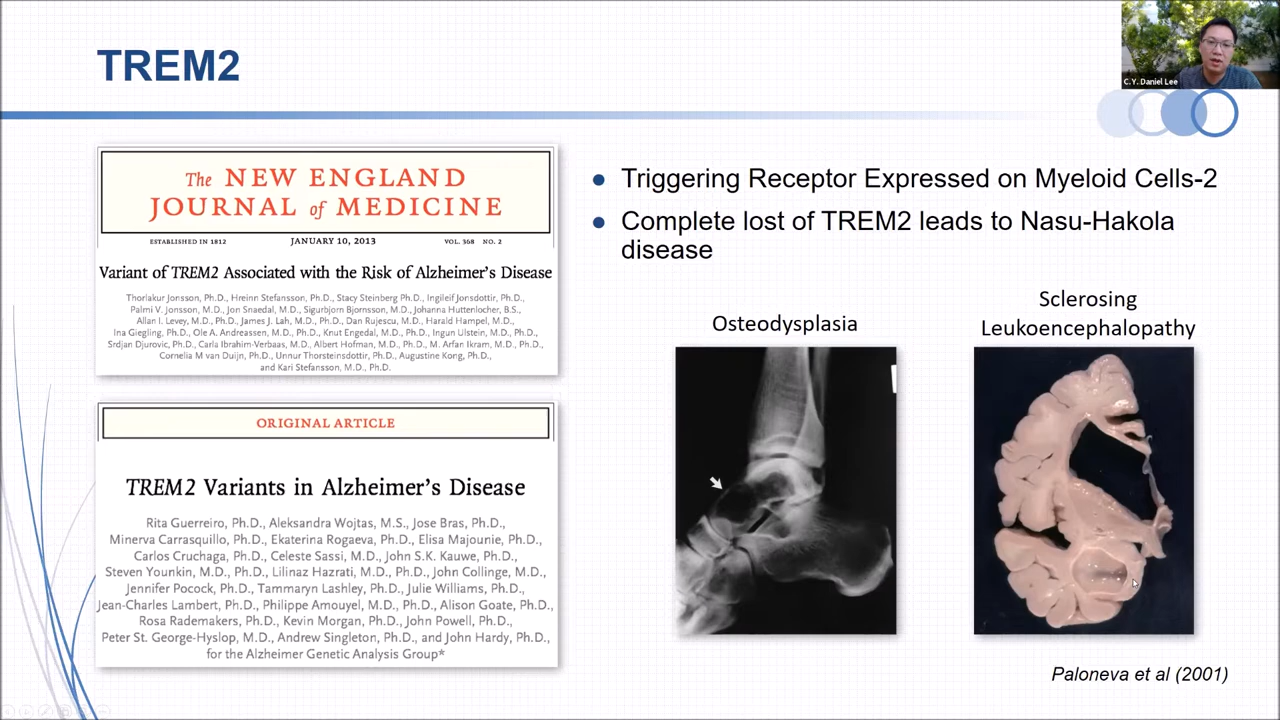 TREM2
C.Y. Daniel Lee
The NEW ENGLAND
JOURNAL of MEDICINE
ESTABLISHED IN 1812 JANUARY 10, 2013 VOL. 368 NO. 2
Variant of TREM2 Associated with the Risk of Alzheimer's Disease
Thorlakur Jonsson, Ph.D., Hreinn Stefansson, Ph.D., Stacy Steinberg Ph.D., Ingileif Jonsdottir, Ph.D.,
Palmi V. Jonsson, M.D., Jon Snaedal, M.D., Sigurbjorn Bjornsson, M.D., Johanna Huttenlocher, B.S.,
Allan I. Levey, M.D., Ph.D., James J. Lah, M.D., Ph.D., Dan Rujescu, M.D., Harald Hampel, M.D.,
Ina Giegling, Ph.D., Ole A. Andreassen, M.D., Ph.D., Knut Engedal, M.D., Ph.D., Ingun Ulstein, M.D., Ph.D.,
Srdjan Djurovic, Ph.D., Carla Ibrahim-Verbaas, M.D., Albert Hofman, M.D., Ph.D., M. Arfan Ikram, M.D., Ph.D.,
Cornelia M van Duijn, Ph.D., Unnur Thorsteinsdottir, Ph.D., Augustine Kong, Ph.D.,
and Kari Stefansson, M.D., Ph.D.
ORIGINAL ARTICLE
TREM2 Variants in Alzheimer's Disease
Rita Guerreiro, Ph.D., Aleksandra Wojtas, M.S., Jose Bras, Ph.D.,
Minerva Carrasquillo, Ph.D., Ekaterina Rogaeva, Ph.D., Elisa Majounie, Ph.D.,
Carlos Cruchaga, Ph.D., Celeste Sassi, M.D., John S.K. Kauwe, Ph.D.,
Steven Younkin, M.D., Ph.D., Lilinaz Hazrati, M.D., Ph.D., John Collinge, M.D.,
Jennifer Pocock, Ph.D., Tammaryn Lashley, Ph.D., Julie Williams, Ph.D.,
Jean-Charles Lambert, Ph.D., Philippe Amouyel, M.D., Ph.D., Alison Goate, Ph.D.,
Rosa Rademakers, Ph.D., Kevin Morgan, Ph.D., John Powell, Ph.D.,
Peter St. George-Hyslop, M.D., Andrew Singleton, Ph.D., and John Hardy, Ph.D.,
for the Alzheimer Genetic Analysis Group*
Triggering Receptor Expressed on Myeloid Cells-2
Complete lost of TREM2 leads to Nasu-Hakola
disease
Osteodysplasia
Sclerosing
Leukoencephalopathy
Paloneva et al (2001)